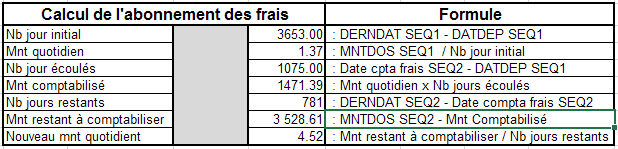 Calcul de l'abonnement des frais Formule
Nb jour initial 3653.00 : DERNDAT SEQ1 - DATDEP SEQ1
Mnt quotidien 1.37 : MNTDOS SEQ1 / Nb jour initial
Nb jour écoulés 1075.00 : Date cpta frais SEQ2 - DATDEP SEQ1
Mnt comptabilisé 1471.39 : Mnt quotidien x Nb jours écoulés
Nb jours restants 781 : DERNDAT SEQ2 - Date compta frais SEQ2
Mnt restant à comptabiliser 3 528.61 : MNTDOS SEQ2 - Mnt Comptabilisé
Nouveau mnt quotient 4.52 : Mnt restant à comptabiliser / Nb jours restants